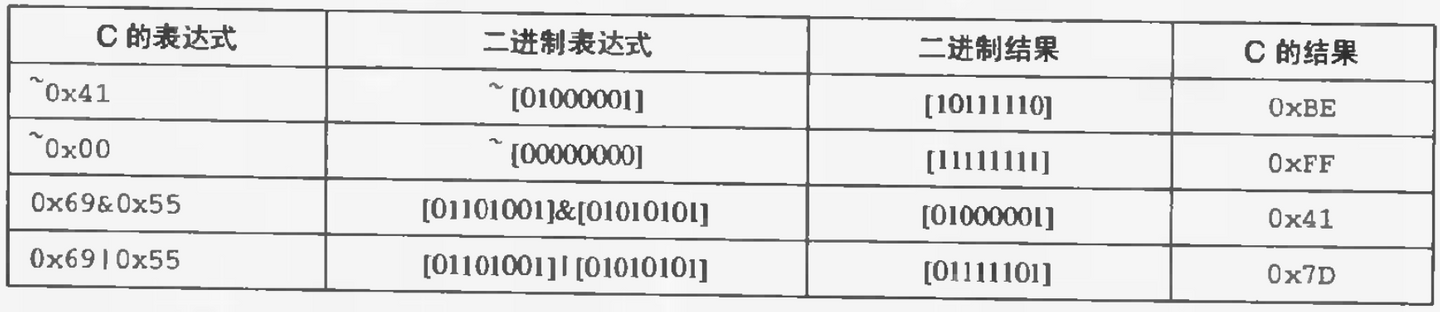 C 的表达式 二进制表达式 二进制结果 C 的结果
~0x41 ~[01000001] [10111110] 0xBE
~0x00 ~[00000000] [11111111] 0xFF
0x69&0x55 [01101001]&[01010101] [01000001] 0x41
0x69|0x55 [01101001]|[01010101] [01111101] 0x7D